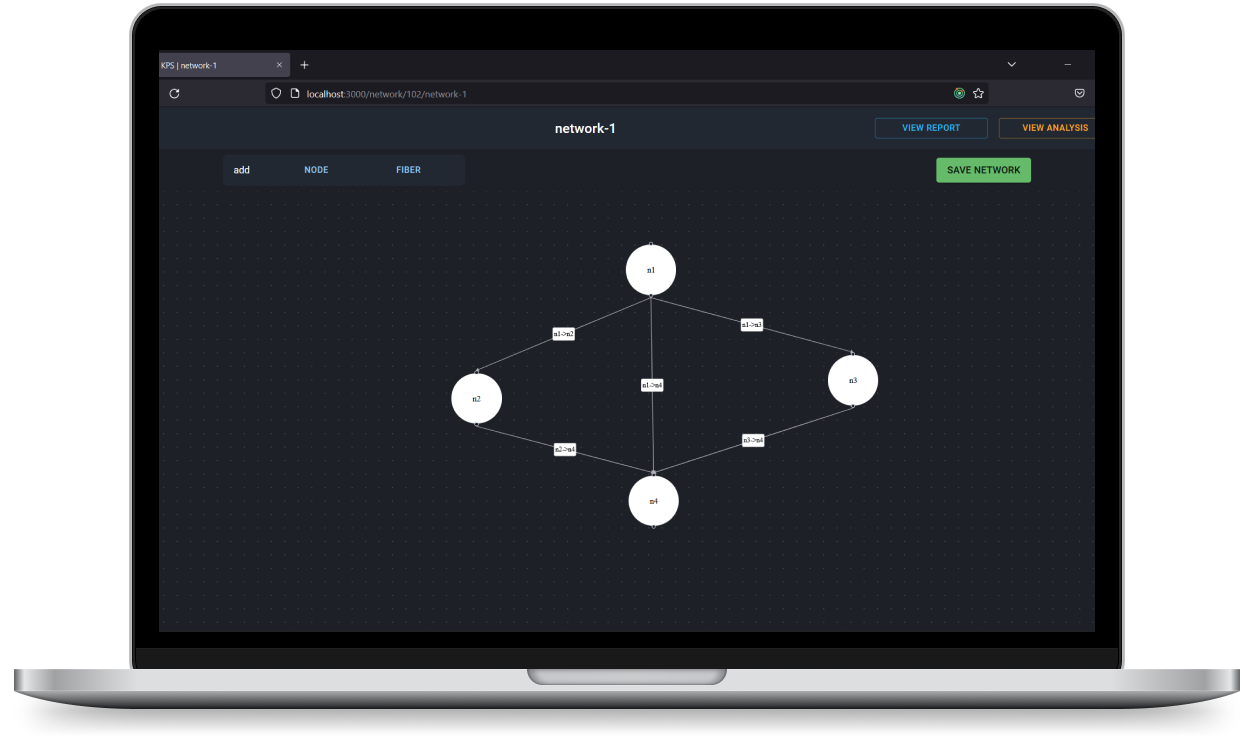 KPS | network-1
localhost:3000/network/102/network-1
network-1
VIEW REPORT
VIEW ANALYSIS
add
NODE
FIBER
SAVE NETWORK
n1
n1->n2
n1->n3
n1->n4
n2
n3
n2->n4
n3->n4
n4